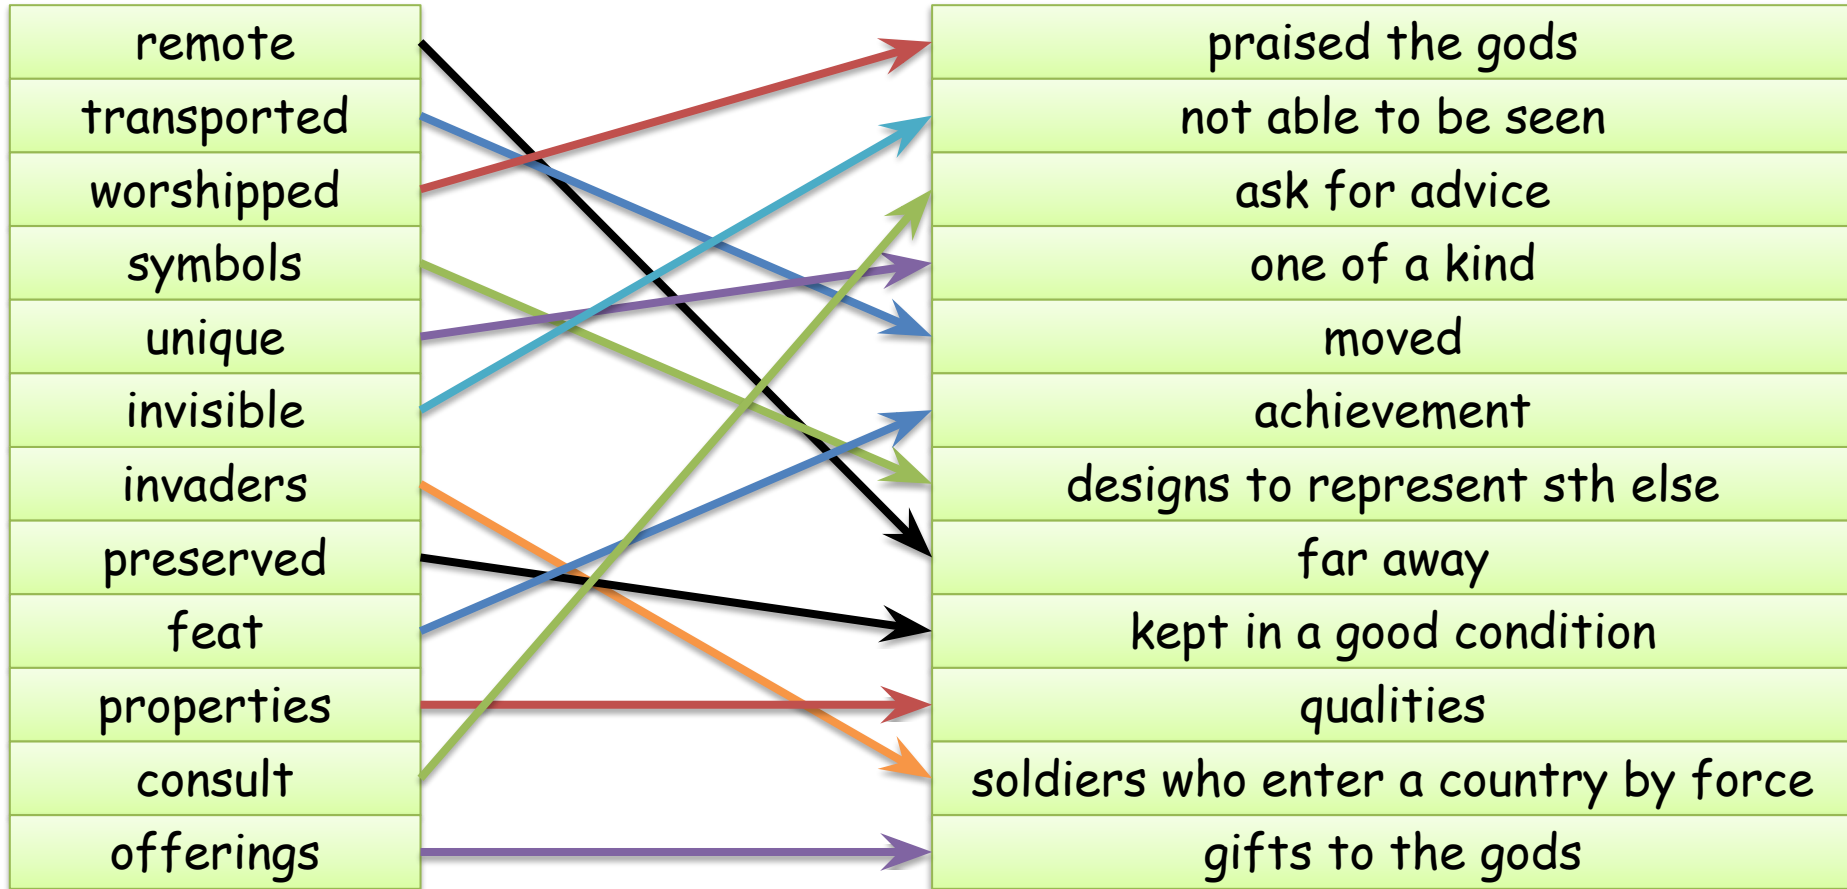 remote
praised the gods
transported
not able to be seen
worshipped
ask for advice
symbols
one of a kind
unique
moved
invisible
achievement
invaders
designs to represent sth else
preserved
far away
feat
kept in a good condition
properties
qualities
consult
soldiers who enter a country by force
offerings
gifts to the gods